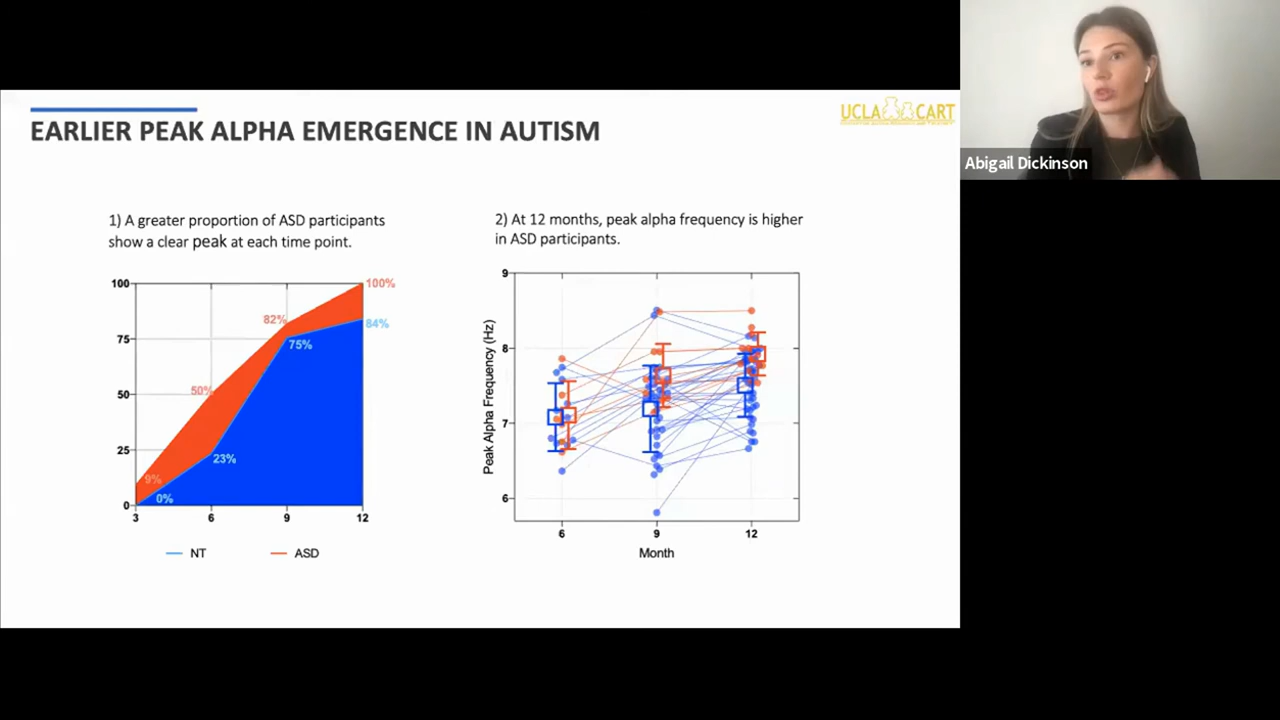 EARLIER PEAK ALPHA EMERGENCE IN AUTISM
UCLA CART
Abigail Dickinson
1) A greater proportion of ASD participants
show a clear peak at each time point.
100
75
50
25
0
3
6
9
12
9%
0%
50%
23%
82%
75%
100%
84%
NT
ASD
2) At 12 months, peak alpha frequency is higher
in ASD participants.
Peak Alpha Frequency (Hz)
9
8
7
6
6
9
12
Month